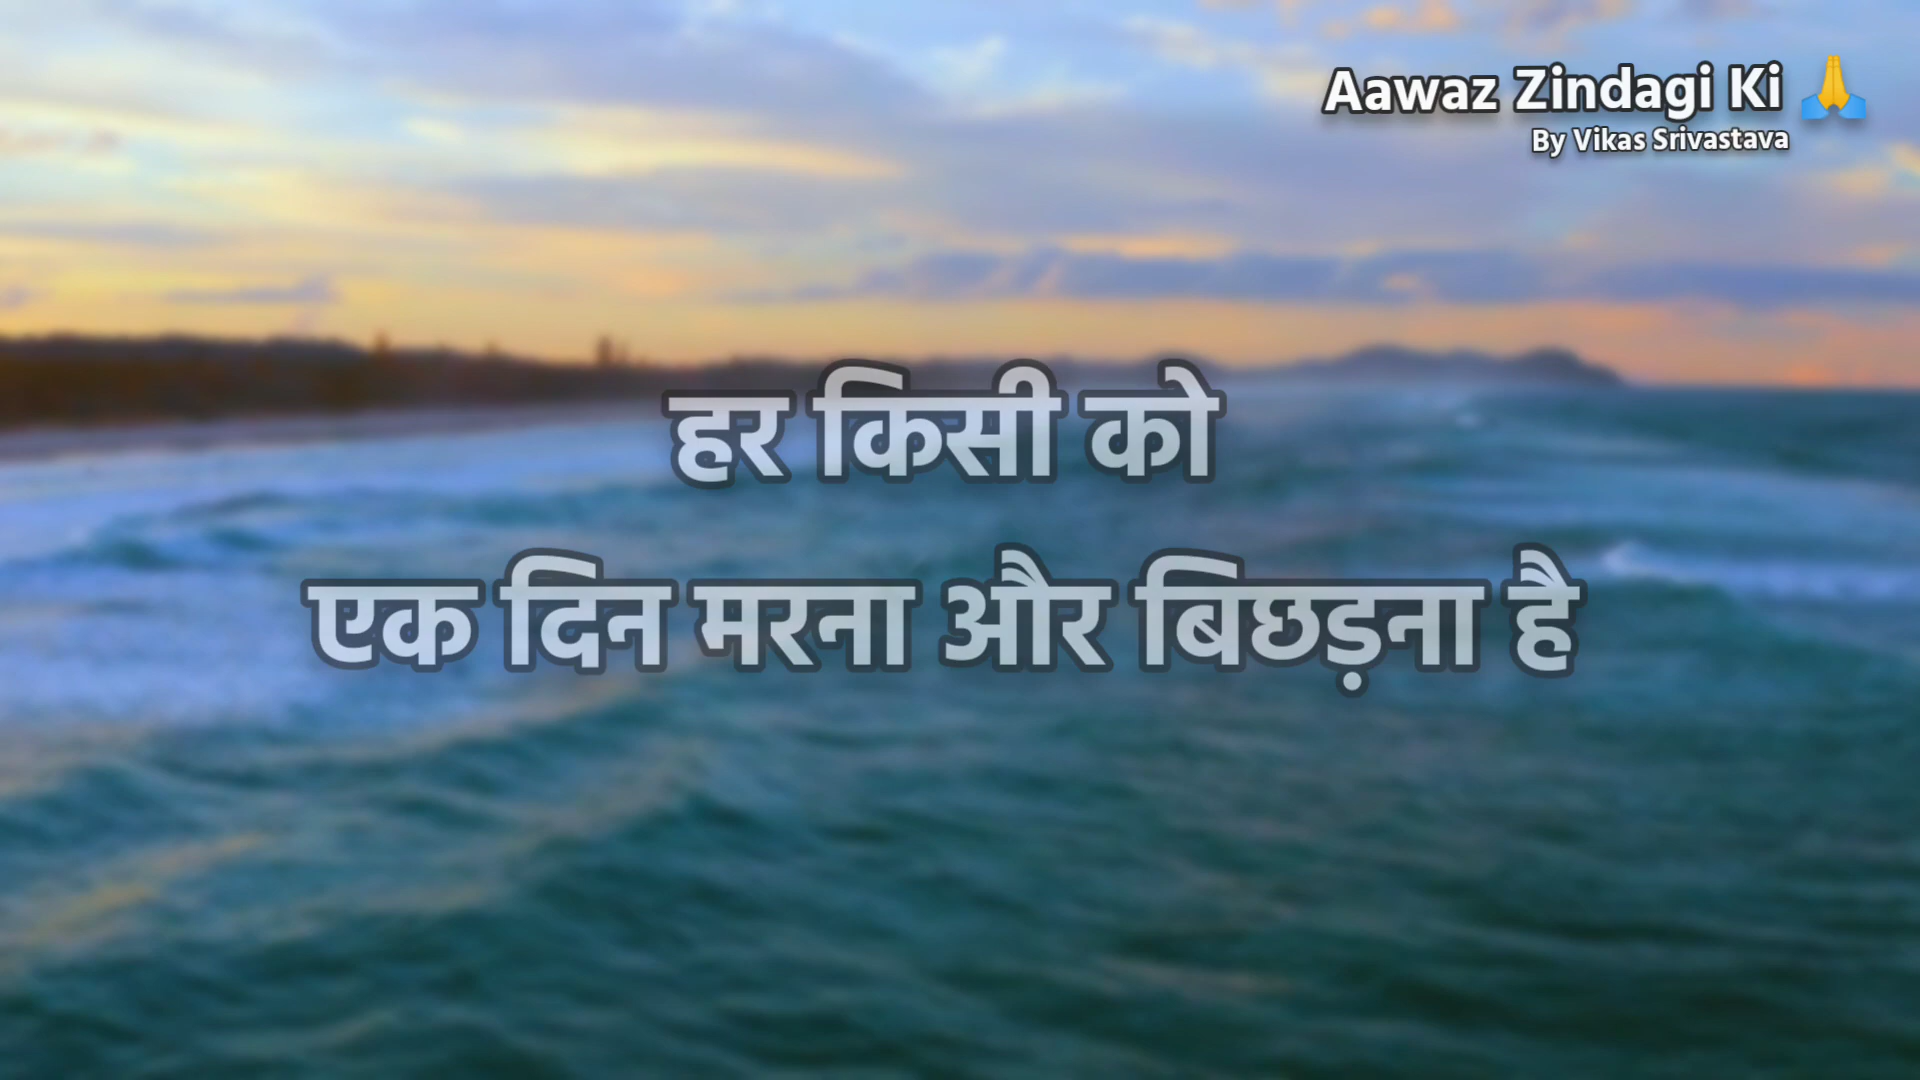 Aawaz Zindagi Ki 🙏
By Vikas Srivastava
हर किसी को
एक दिन मरना और बिछड़ना है